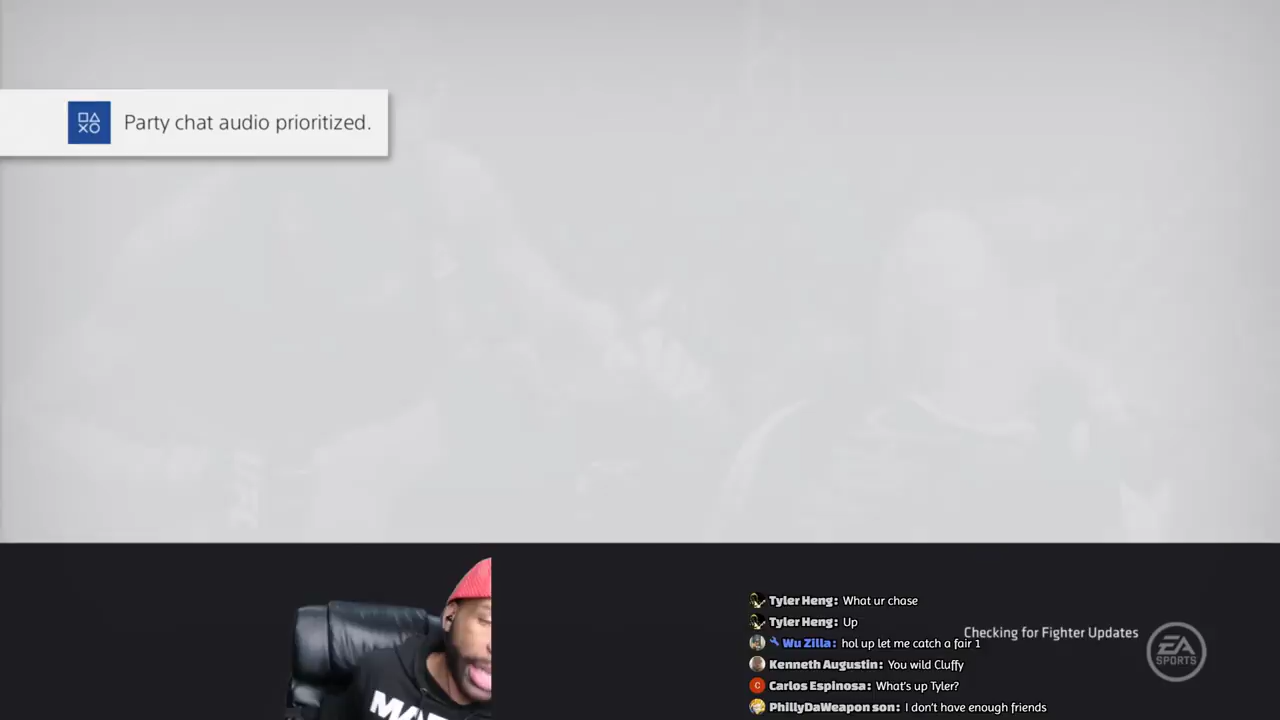 Party chat audio prioritized.
Tyler Heng: What ur chase
Tyler Heng: Up
Wu Zilla: hol up let me catch a fair 1
Checking for Fighter Updates
EA
SPORTS
Kenneth Augustin: You wild Cluffy
C Carlos Espinosa: What's up Tyler?
PhillyDaWeapon son: I don't have enough friends